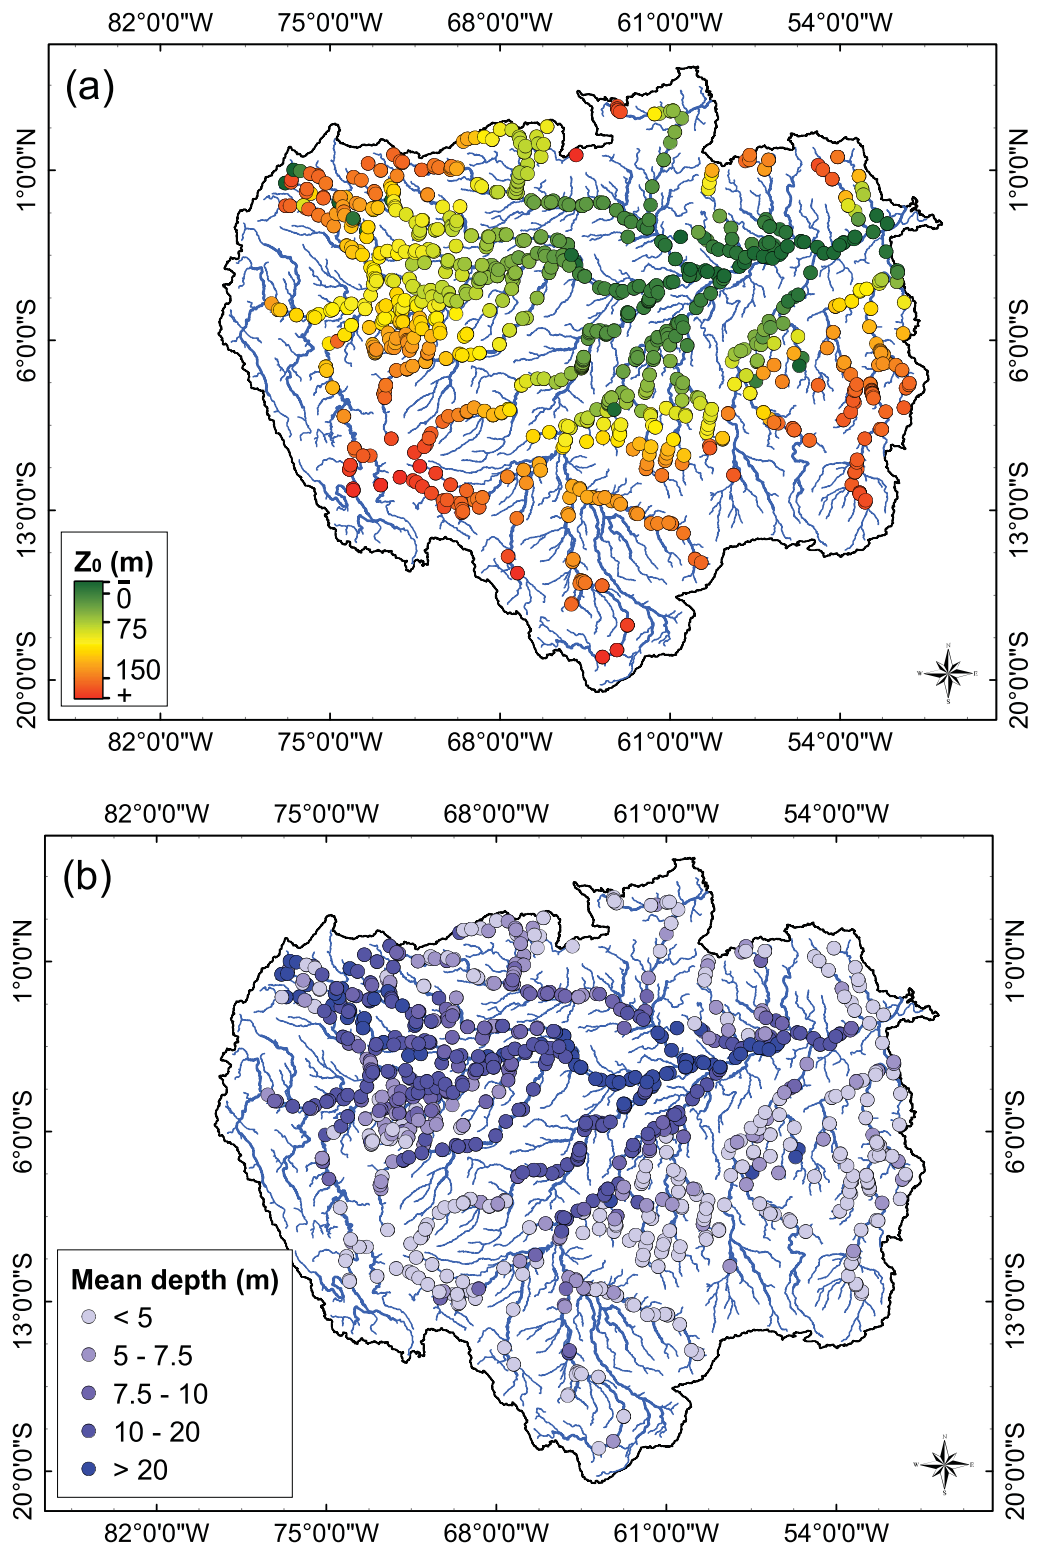 82°0'0"W 75°0'0"W 68°0'0"W 61°0'0"W 54°0'0"W
(a)
1°0'0"N 1°0'0"N
6°0'0"S 6°0'0"S
13°0'0"S 13°0'0"S
20°0'0"S 20°0'0"S
Z0 (m)
-
0
75
150
+
N
W E
S
82°0'0"W 75°0'0"W 68°0'0"W 61°0'0"W 54°0'0"W
82°0'0"W 75°0'0"W 68°0'0"W 61°0'0"W 54°0'0"W
(b)
1°0'0"N 1°0'0"N
6°0'0"S 6°0'0"S
13°0'0"S 13°0'0"S
20°0'0"S 20°0'0"S
Mean depth (m)
< 5
5 - 7.5
7.5 - 10
10 - 20
> 20
N
W E
S
82°0'0"W 75°0'0"W 68°0'0"W 61°0'0"W 54°0'0"W